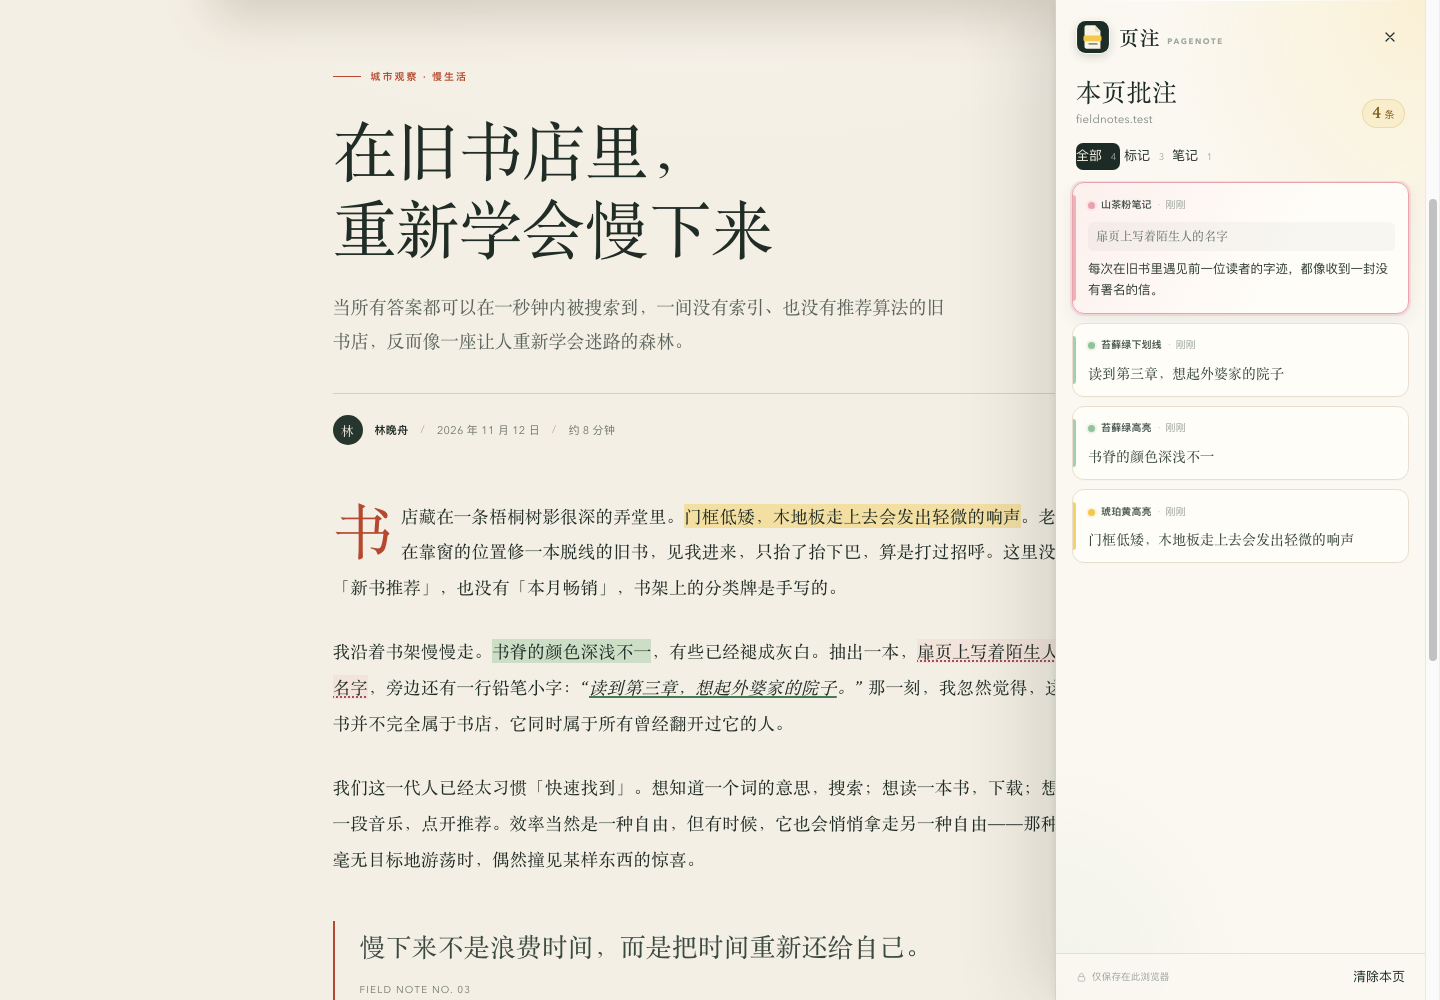 城市观察 · 慢生活
在旧书店里，
重新学会慢下来
当所有答案都可以在一秒钟内被搜索到，一间没有索引、也没有推荐算法的旧
书店，反而像一座让人重新学会迷路的森林。
林 林晚舟 / 2026 年 11 月 12 日 / 约 8 分钟
书店藏在一条梧桐树影很深的弄堂里。门框低矮，木地板走上去会发出轻微的响声。老
在靠窗的位置修一本脱线的旧书，见我进来，只抬了抬下巴，算是打过招呼。这里没
「新书推荐」，也没有「本月畅销」，书架上的分类牌是手写的。
我沿着书架慢慢走。书脊的颜色深浅不一，有些已经褪成灰白。抽出一本，扉页上写着陌生人
名字，旁边还有一行铅笔小字：“读到第三章，想起外婆家的院子。” 那一刻，我忽然觉得，这
书并不完全属于书店，它同时属于所有曾经翻开过它的人。
我们这一代人已经太习惯「快速找到」。想知道一个词的意思，搜索；想读一本书，下载；想
一段音乐，点开推荐。效率当然是一种自由，但有时候，它也会悄悄拿走另一种自由——那种
毫无目标地游荡时，偶然撞见某样东西的惊喜。
慢下来不是浪费时间，而是把时间重新还给自己。
FIELD NOTE NO. 03
页注 PAGENOTE
本页批注
fieldnotes.test
4 条
全部 4 标记 3 笔记 1
山茶粉笔记 · 刚刚
扉页上写着陌生人的名字
每次在旧书里遇见前一位读者的字迹，都像收到一封没
有署名的信。
苔藓绿下划线 · 刚刚
读到第三章，想起外婆家的院子
苔藓绿高亮 · 刚刚
书脊的颜色深浅不一
琥珀黄高亮 · 刚刚
门框低矮，木地板走上去会发出轻微的响声
仅保存在此浏览器
清除本页